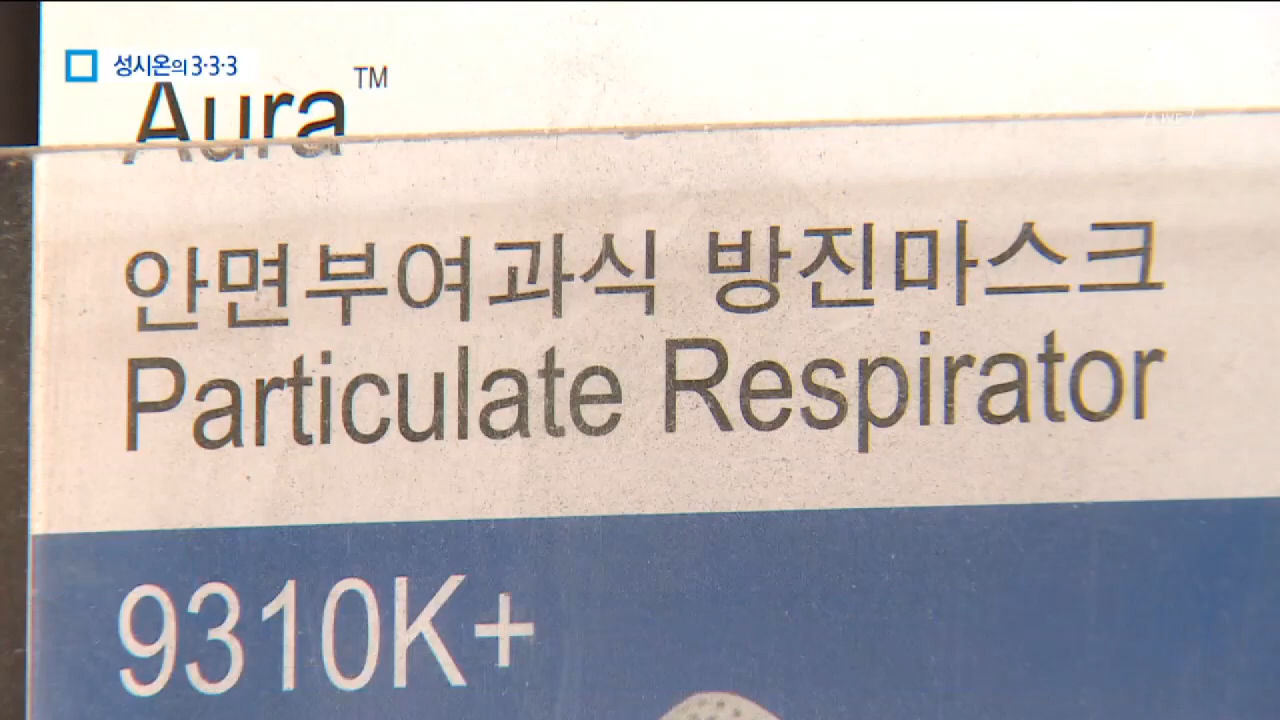 성시온의 3·3·3
Aura™
안면부여과식 방진마스크
Particulate Respirator
9310K+